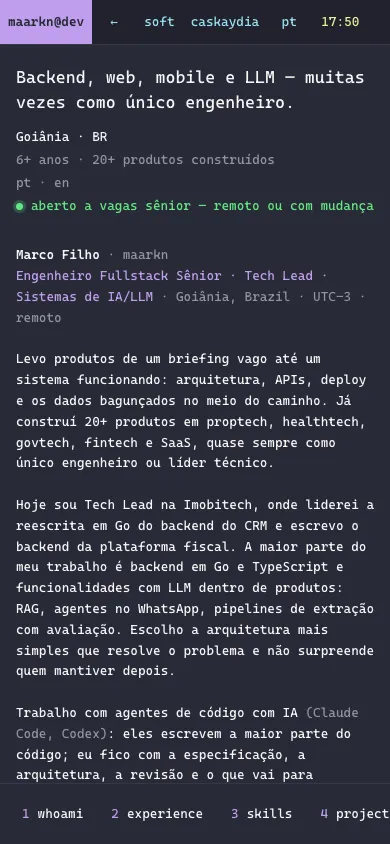 maarkn@dev ← soft caskaydia pt 17:50
Backend, web, mobile e LLM — muitas
vezes como único engenheiro.
Goiânia · BR
6+ anos · 20+ produtos construídos
pt · en
aberto a vagas sênior — remoto ou com mudança
Marco Filho · maarkn
Engenheiro Fullstack Sênior · Tech Lead ·
Sistemas de IA/LLM · Goiânia, Brazil · UTC−3 ·
remoto
Levo produtos de um briefing vago até um
sistema funcionando: arquitetura, APIs, deploy
e os dados bagunçados no meio do caminho. Já
construí 20+ produtos em proptech, healthtech,
govtech, fintech e SaaS, quase sempre como
único engenheiro ou líder técnico.
Hoje sou Tech Lead na Imobitech, onde liderei a
reescrita em Go do backend do CRM e escrevo o
backend da plataforma fiscal. A maior parte do
meu trabalho é backend em Go e TypeScript e
funcionalidades com LLM dentro de produtos:
RAG, agentes no WhatsApp, pipelines de extração
com avaliação. Escolho a arquitetura mais
simples que resolve o problema e não surpreende
quem mantiver depois.
Trabalho com agentes de código com IA (Claude
Code, Codex): eles escrevem a maior parte do
código; eu fico com a especificação, a
arquitetura, a revisão e o que vai para
1 whoami 2 experience 3 skills 4 project